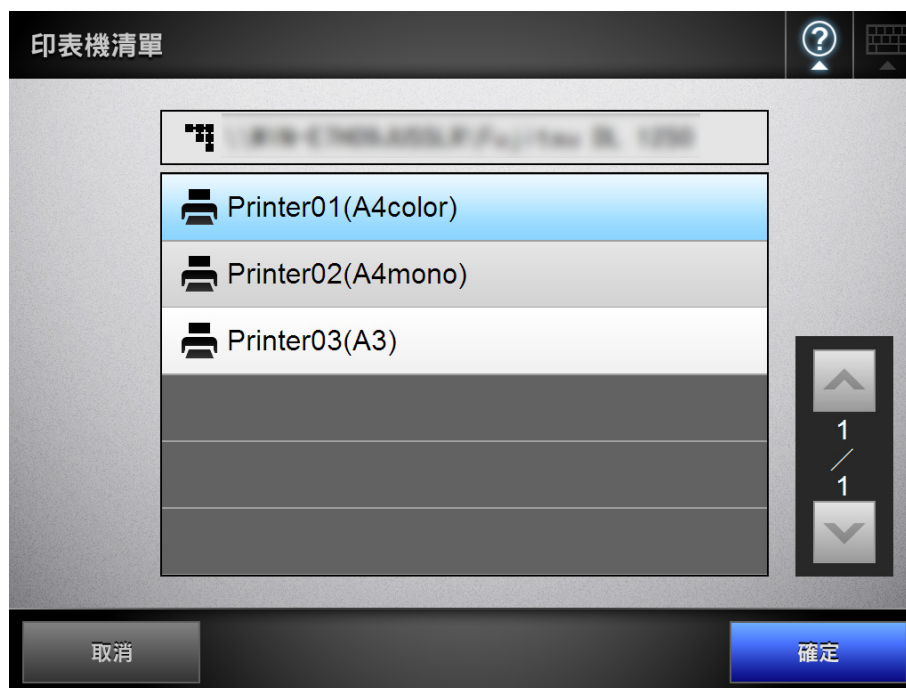 印表機清單
?
Printer01(A4color)
Printer02(A4mono)
Printer03(A3)
1
/
1
取消
確定